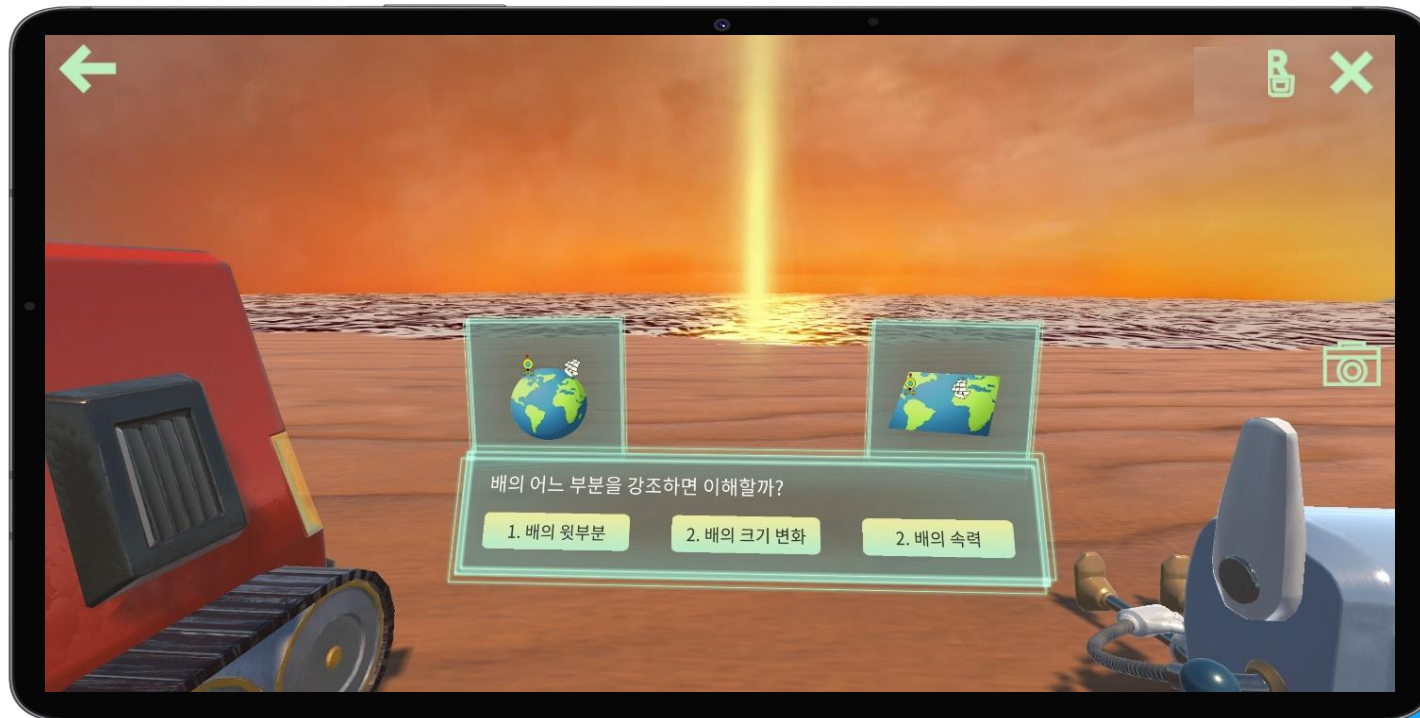 R
배의 어느 부분을 강조하면 이해할까?
1. 배의 윗부분
2. 배의 크기 변화
2. 배의 속력